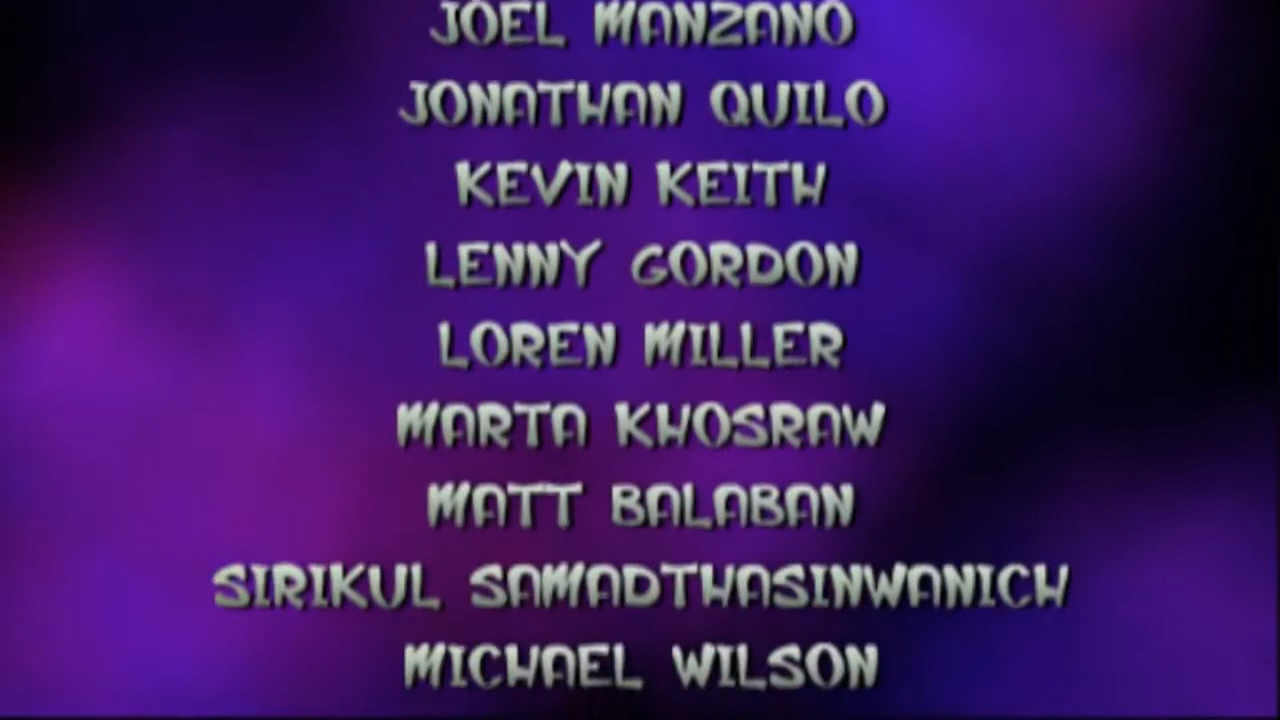 JOEL MANZANO
JONATHAN QUILO
KEVIN KEITH
LENNY GORDON
LOREN MILLER
MARTA KHOSRAW
MATT BALABAN
SIRIKUL SAMADTHASINWANICH
MICHAEL WILSON